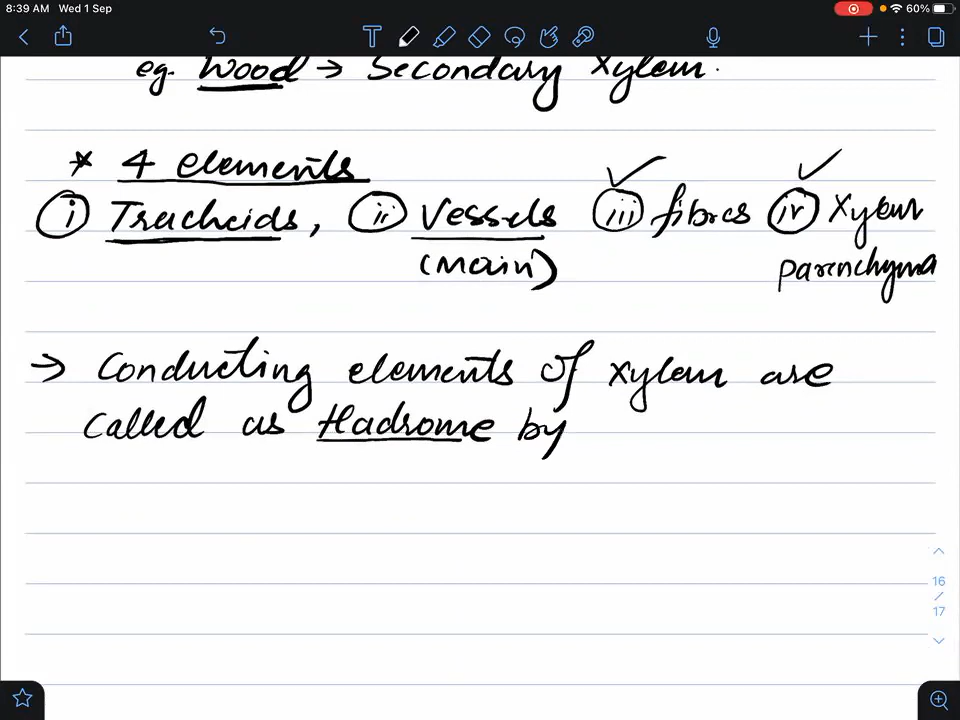 8:39 AM Wed 1 Sep 60%
T
eg. Wood → Secondary Xylem.
* 4 elements
(i) Tracheids, (ii) Vessels (iii) fibres (iv) Xylem
(main) parenchyma
→ Conducting elements of xylem are
called as Hadrome by
16
/
17